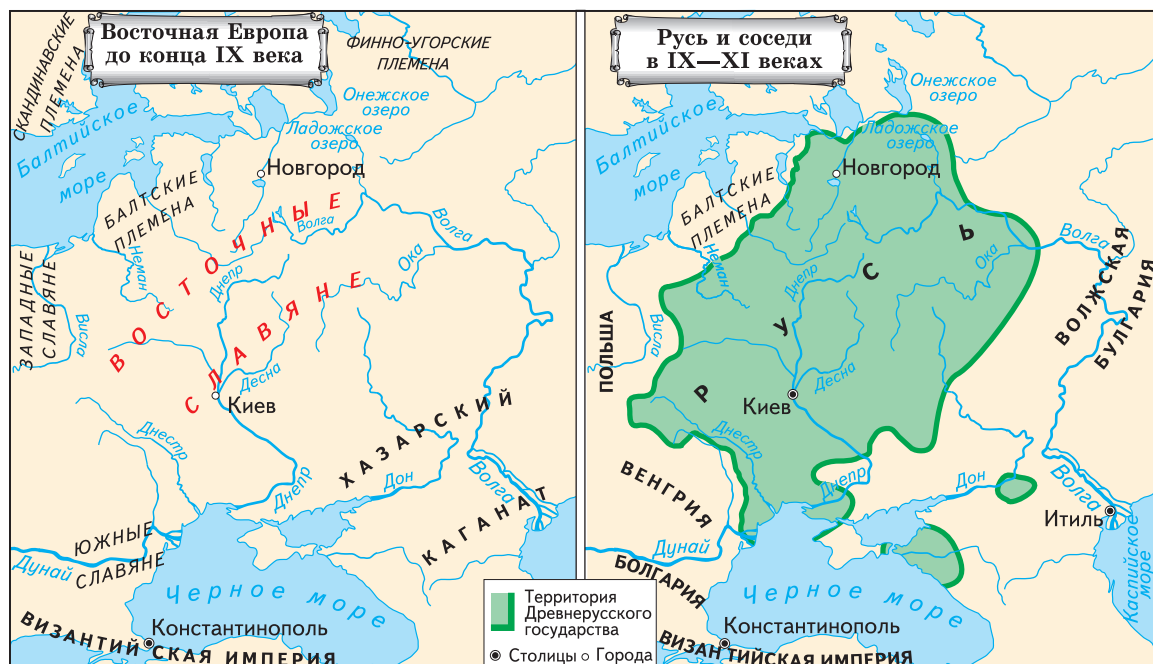 Восточная Европа
до конца IX века
СКАНДИНАВСКИЕ
ПЛЕМЕНА
ФИННО-УГОРСКИЕ
ПЛЕМЕНА
Онежское
озеро
Ладожское
озеро
Балтийское
море
Новгород
БАЛТСКИЕ
ПЛЕМЕНА
ВОСТОЧНЫЕ
СЛАВЯНЕ
Волга
Волга
Ока
Неман
Днепр
ЗАПАДНЫЕ
СЛАВЯНЕ
Висла
Десна
Киев
ХАЗАРСКИЙ
КАГАНАТ
Днестр
Днепр
Дон
Волга
ЮЖНЫЕ
СЛАВЯНЕ
Дунай
Черное море
Константинополь
ВИЗАНТИЙСКАЯ ИМПЕРИЯ
Русь и соседи
в IX—XI веках
Онежское
озеро
Ладожское
озеро
Балтийское
море
Новгород
БАЛТСКИЕ
ПЛЕМЕНА
РУСЬ
Волга
Ока
ВОЛЖСКАЯ
БУЛГАРИЯ
Неман
Днепр
ПОЛЬША
Висла
Десна
Киев
Днестр
ВЕНГРИЯ
Днепр
Дон
Волга
Итиль
Каспийское
море
Дунай
БОЛГАРИЯ
Черное море
Константинополь
ВИЗАНТИЙСКАЯ ИМПЕРИЯ
Территория
Древнерусского
государства
Столицы
Города